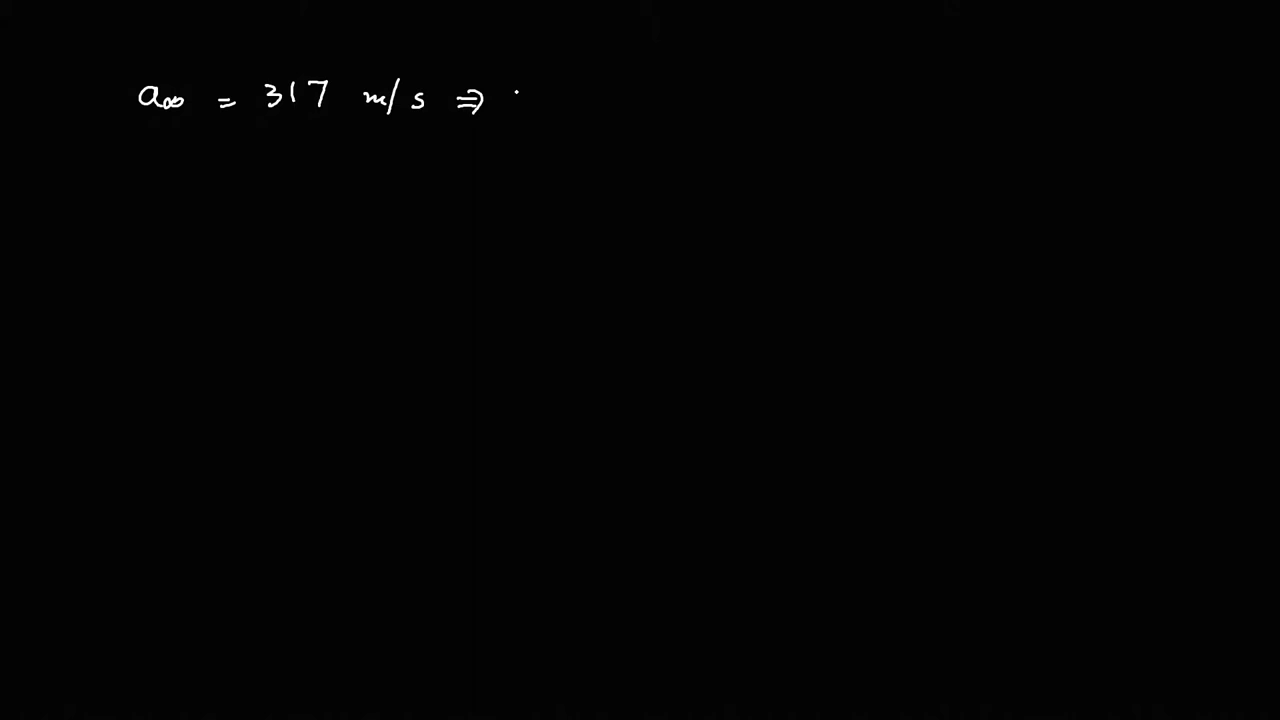 a∞ = 317 m/s ⇒